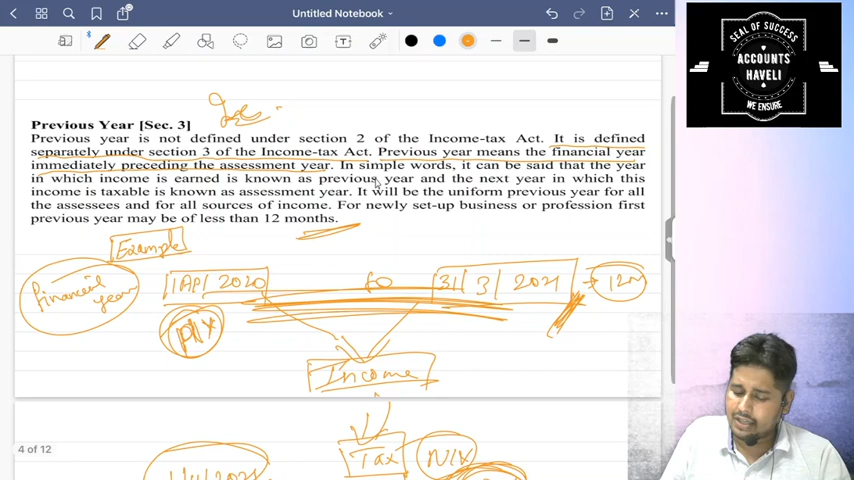 Untitled Notebook
SEAL OF SUCCESS
ACCOUNTS
HAVELI
WE ENSURE
Previous Year [Sec. 3]
Previous year is not defined under section 2 of the Income-tax Act. It is defined
separately under section 3 of the Income-tax Act. Previous year means the financial year
immediately preceding the assessment year. In simple words, it can be said that the year
in which income is earned is known as previous year and the next year in which this
income is taxable is known as assessment year. It will be the uniform previous year for all
the assessees and for all sources of income. For newly set-up business or profession first
previous year may be of less than 12 months.
Example
financial year
1 AP/ 2020 to 31/ 3/ 2021 → 12m
Income
4 of 12
Tax
1/4/2021